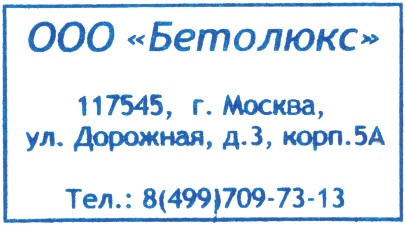 ООО «Бетолюкс»
117545, г. Москва,
ул. Дорожная, д.3, корп.5А
Тел.: 8(499)709-73-13